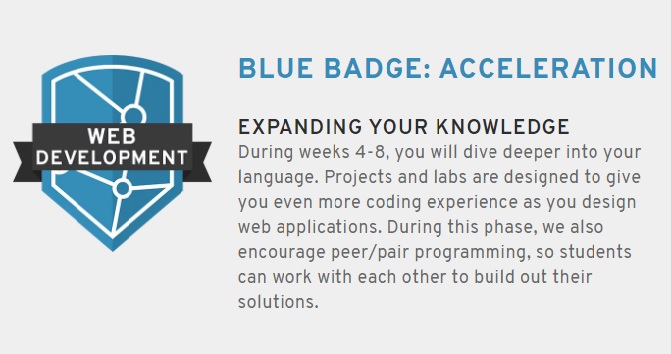 WEB
DEVELOPMENT
BLUE BADGE: ACCELERATION
EXPANDING YOUR KNOWLEDGE
During weeks 4-8, you will dive deeper into your
language. Projects and labs are designed to give
you even more coding experience as you design
web applications. During this phase, we also
encourage peer/pair programming, so students
can work with each other to build out their
solutions.